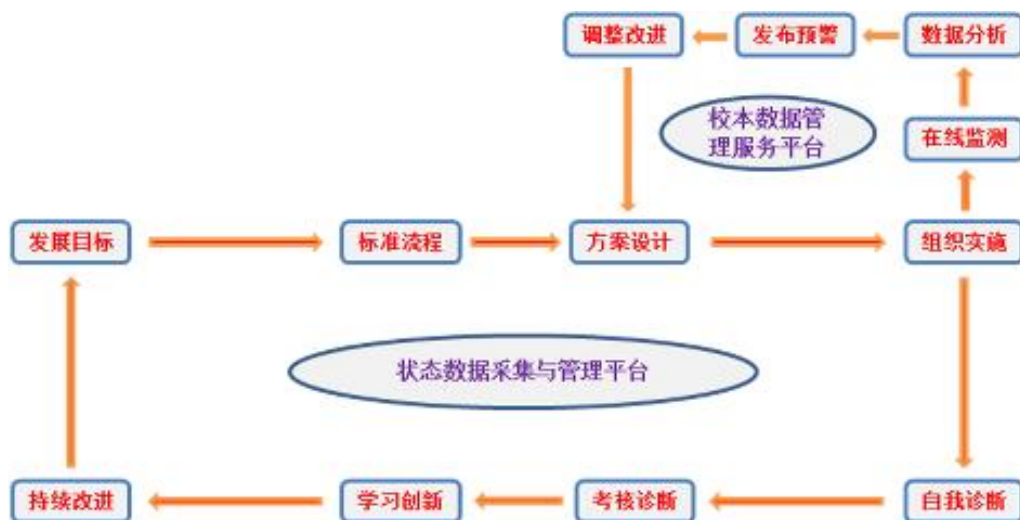 调整改进
发布预警
数据分析
校本数据管
理服务平台
在线监测
发展目标
标准流程
方案设计
组织实施
状态数据采集与管理平台
持续改进
学习创新
考核诊断
自我诊断